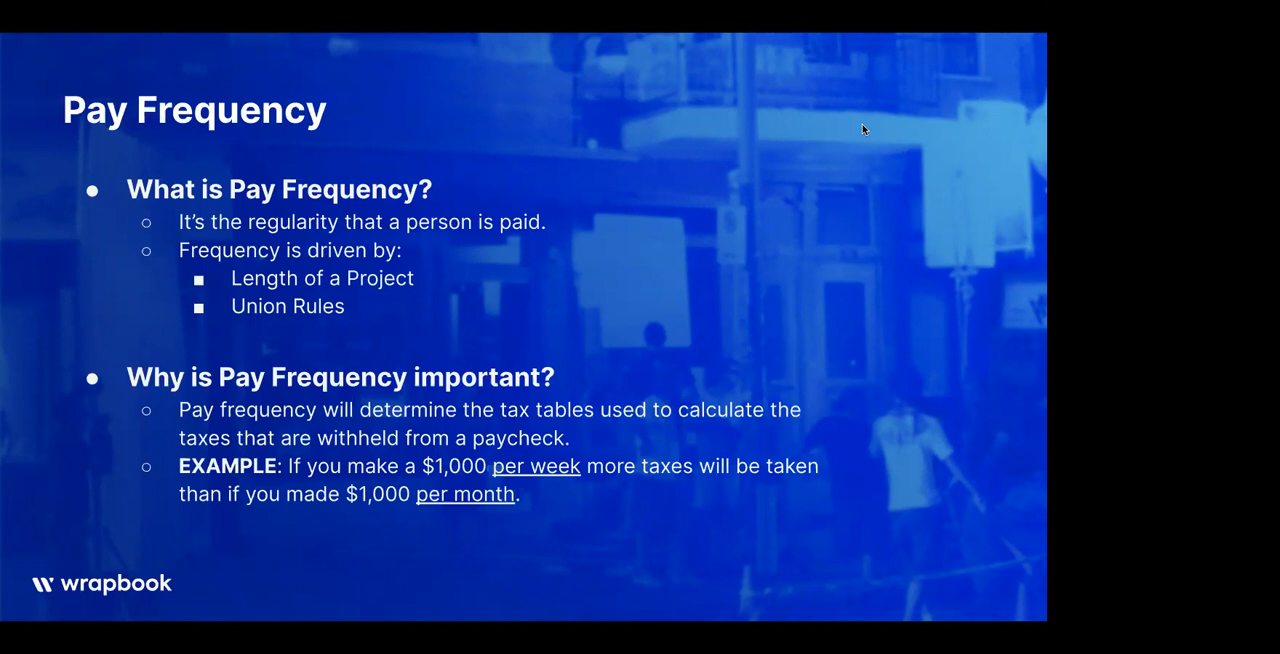 Pay Frequency
● What is Pay Frequency?
○ It’s the regularity that a person is paid.
○ Frequency is driven by:
■ Length of a Project
■ Union Rules
● Why is Pay Frequency important?
○ Pay frequency will determine the tax tables used to calculate the
taxes that are withheld from a paycheck.
○ EXAMPLE: If you make a $1,000 per week more taxes will be taken
than if you made $1,000 per month.
wrapbook